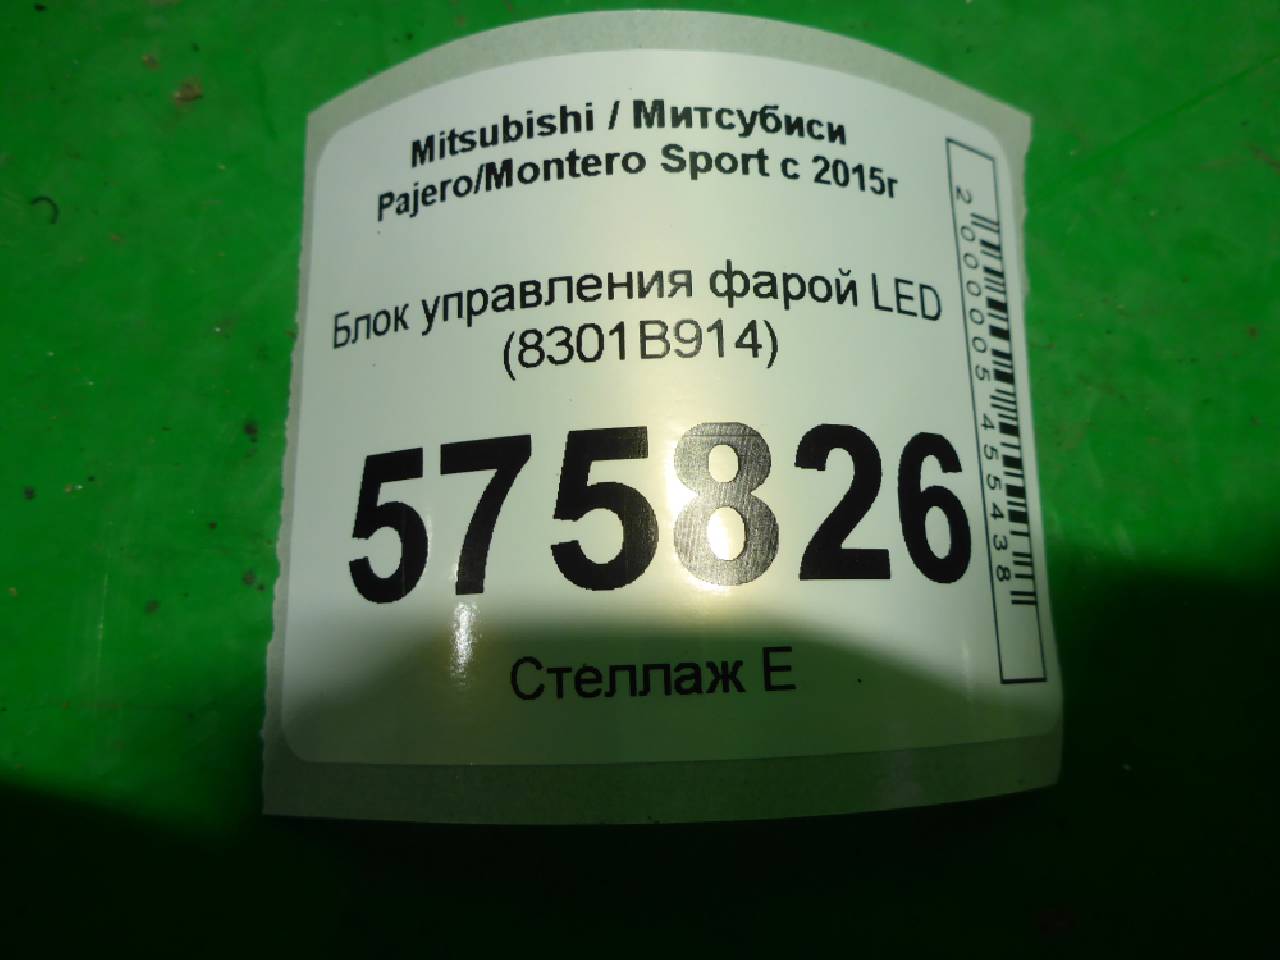 Mitsubishi / Митсубиси
Pajero/Montero Sport с 2015г
Блок управления фарой LED
(8301B914)
575826
Стеллаж Е
2000005455438